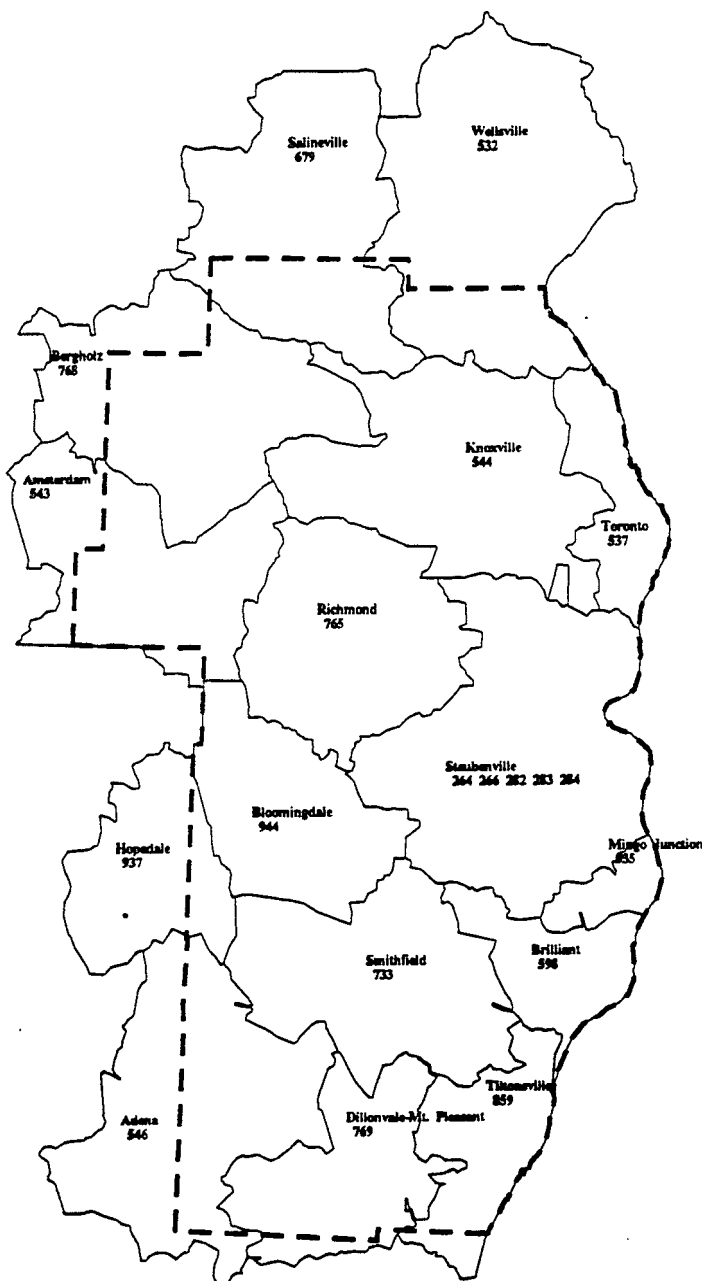 Salineville
679
Wellsville
532
Bergholz
768
Knoxville
544
Amsterdam
543
Toronto
537
Richmond
765
Steubenville
264 266 282 283 284
Bloomingdale
944
Mingo Junction
535
Hopedale
937
Brilliant
598
Smithfield
733
Tiltonsville
859
Adena
546
Dillonvale-Mt. Pleasant
769